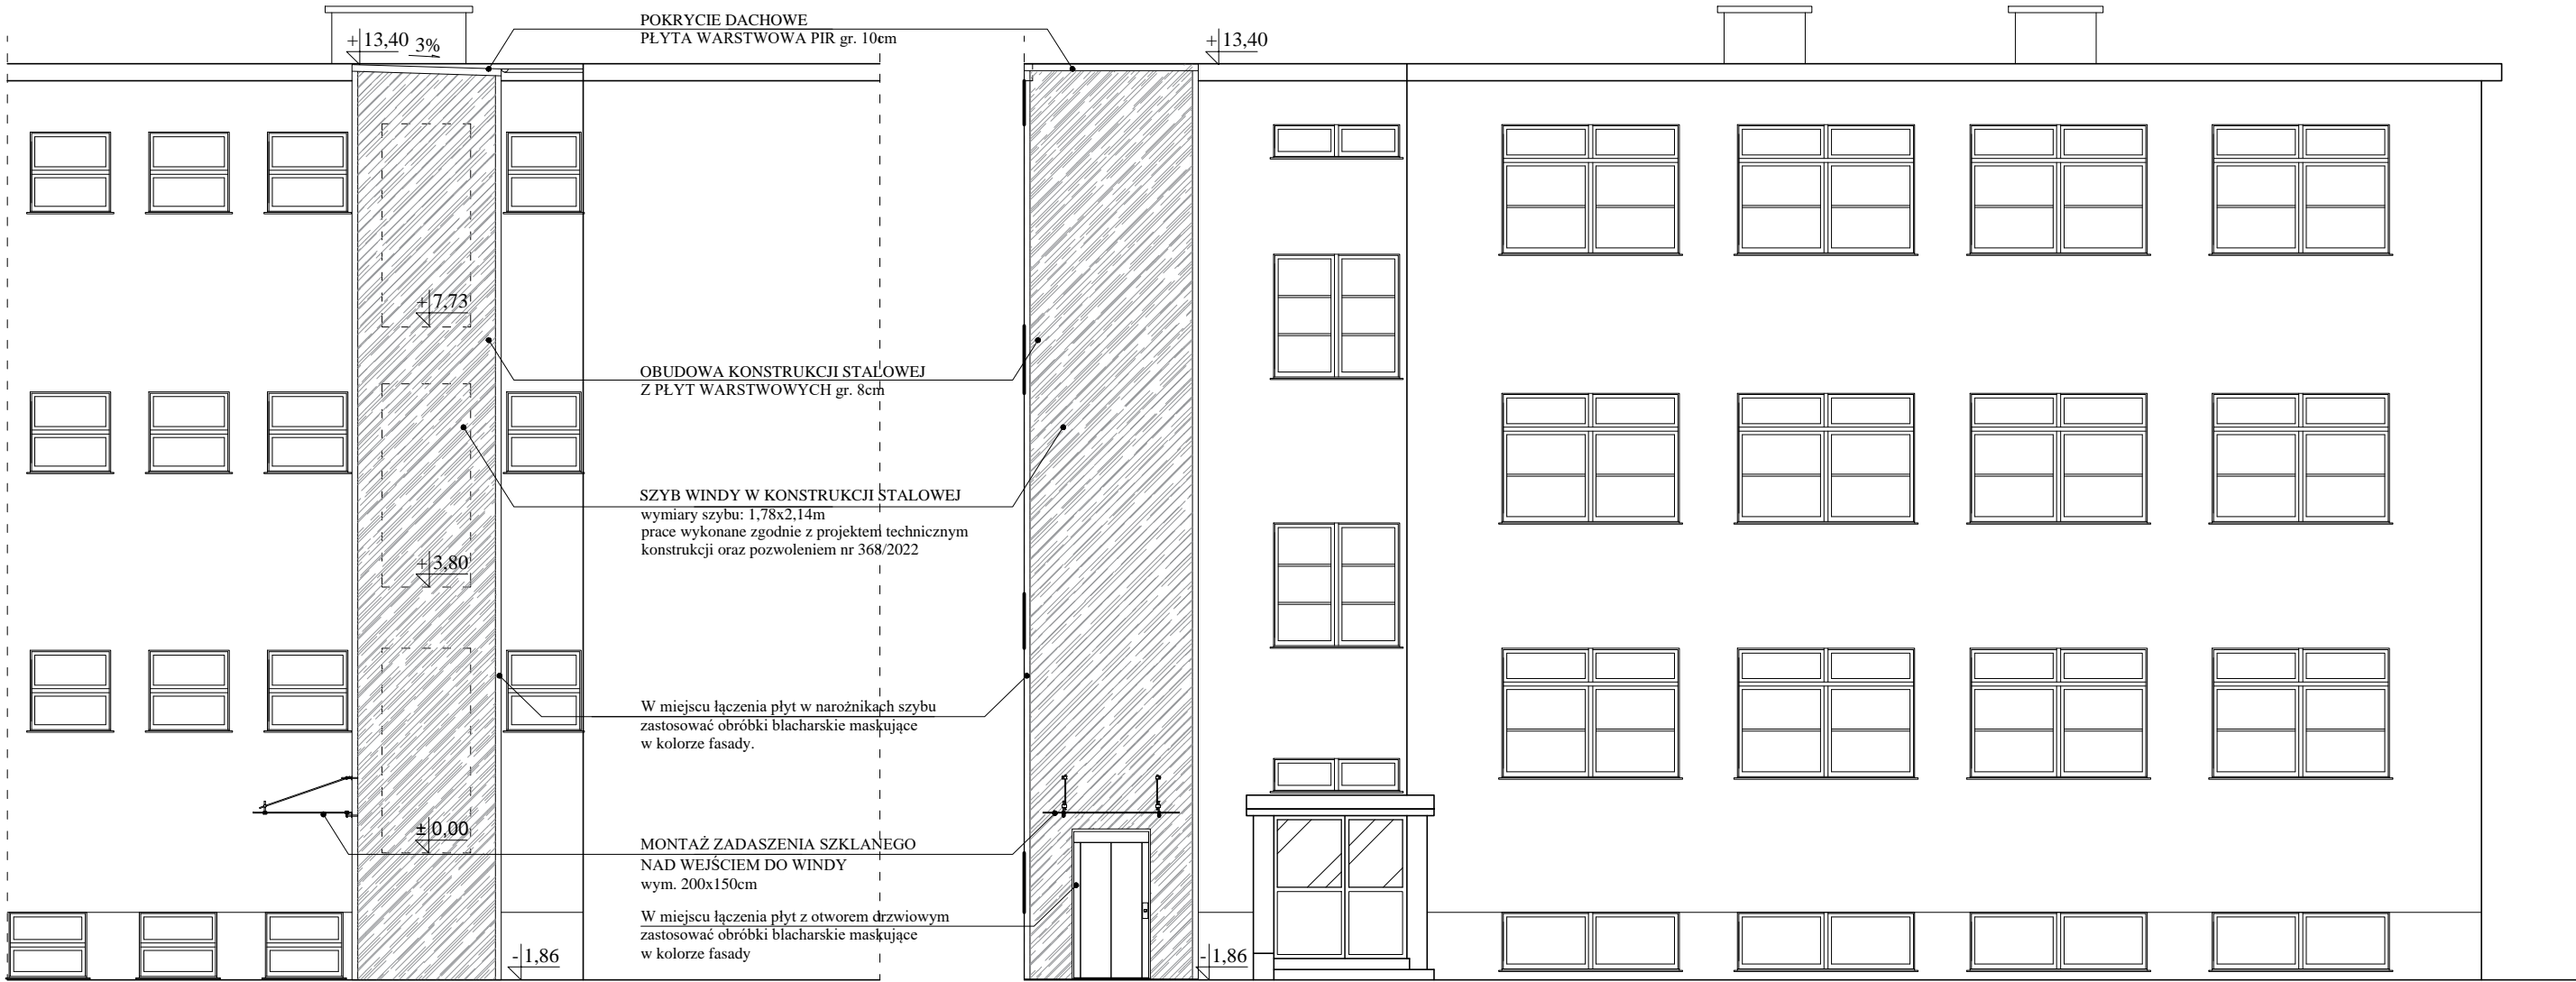 POKRYCIE DACHOWE
PŁYTA WARSTWOWA PIR gr. 10cm
+13,40
3%
+13,40
+7,73
OBUDOWA KONSTRUKCJI STALOWEJ
Z PŁYT WARSTWOWYCH gr. 8cm
SZYB WINDY W KONSTRUKCJI STALOWEJ
wymiary szybu: 1,78x2,14m
prace wykonane zgodnie z projektem technicznym
konstrukcji oraz pozwoleniem nr 368/2022
+3,80
W miejscu łączenia płyt w narożnikach szybu
zastosować obróbki blacharskie maskujące
w kolorze fasady.
±0,00
MONTAŻ ZADASZENIA SZKLANEGO
NAD WEJŚCIEM DO WINDY
wym. 200x150cm
W miejscu łączenia płyt z otworem drzwiowym
zastosować obróbki blacharskie maskujące
w kolorze fasady
-1,86
-1,86